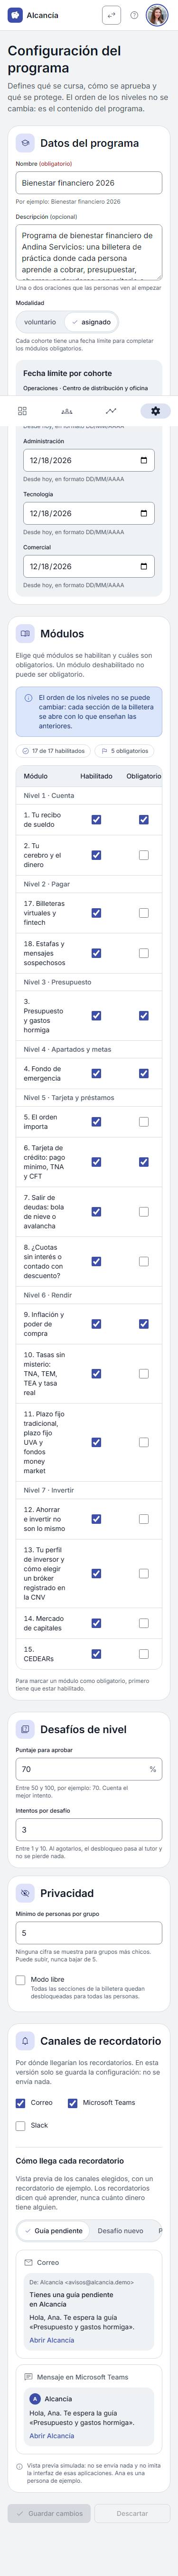 Alcancia
Configuración del
programa
Defines qué se cursa, cómo se aprueba y
qué se protege. El orden de los niveles no se
cambia: es el contenido del programa.
Datos del programa
Nombre (obligatorio)
Bienestar financiero 2026
Por ejemplo: Bienestar financiero 2026
Descripción (opcional)
Programa de bienestar financiero de
Andina Servicios: una billetera de
práctica donde cada persona
aprende a cobrar, presupuestar,
Una o dos oraciones que las personas ven al empezar
Modalidad
voluntario
asignado
Cada cohorte tiene una fecha límite para completar
los módulos obligatorios.
Fecha límite por cohorte
Operaciones · Centro de distribución y oficina
Desde hoy, en formato DD/MM/AAAA
Administración
12/18/2026
Desde hoy, en formato DD/MM/AAAA
Tecnología
12/18/2026
Desde hoy, en formato DD/MM/AAAA
Comercial
12/18/2026
Desde hoy, en formato DD/MM/AAAA
Módulos
Elige qué módulos se habilitan y cuáles son
obligatorios. Un módulo deshabilitado no
puede ser obligatorio.
El orden de los niveles no se puede
cambiar: cada sección de la billetera
se abre con lo que enseñan las
anteriores.
17 de 17 habilitados
5 obligatorios
Módulo Habilitado Obligatorio
Nivel 1 · Cuenta
1. Tu recibo
de sueldo
2. Tu
cerebro y el
dinero
Nivel 2 · Pagar
17. Billeteras
virtuales y
fintech
18. Estafas y
mensajes
sospechosos
Nivel 3 · Presupuesto
3.
Presupuesto
y gastos
hormiga
Nivel 4 · Apartados y metas
4. Fondo de
emergencia
Nivel 5 · Tarjeta y préstamos
5. El orden
importa
6. Tarjeta de
crédito: pago
mínimo, TNA
y CFT
7. Salir de
deudas: bola
de nieve o
avalancha
8. ¿Cuotas
sin interés o
contado con
descuento?
Nivel 6 · Rendir
9. Inflación y
poder de
compra
10. Tasas sin
misterio:
TNA, TEM,
TEA y tasa
real
11. Plazo fijo
tradicional,
plazo fijo
UVA y
fondos
money
market
Nivel 7 · Invertir
12. Ahorrar
e invertir no
son lo mismo
13. Tu perfil
de inversor y
cómo elegir
un bróker
registrado en
la CNV
14. Mercado
de capitales
15.
CEDEARs
Para marcar un módulo como obligatorio, primero
tiene que estar habilitado.
Desafíos de nivel
Puntaje para aprobar
70 %
Entre 50 y 100, por ejemplo: 70. Cuenta el
mejor intento.
Intentos por desafío
3
Entre 1 y 10. Al agotarlos, el desbloqueo pasa al tutor y
no se pierde nada.
Privacidad
Mínimo de personas por grupo
5
Ninguna cifra se muestra para grupos más chicos.
Puede subir, nunca bajar de 5.
Modo libre
Todas las secciones de la billetera quedan
desbloqueadas para todas las personas.
Canales de recordatorio
Por dónde llegarían los recordatorios. En esta
versión solo se guarda la configuración: no se
envía nada.
Correo
Microsoft Teams
Slack
Cómo llega cada recordatorio
Vista previa de los canales elegidos, con un
recordatorio de ejemplo. Los recordatorios
dicen qué aprender, nunca cuánto dinero
tiene alguien.
Guía pendiente
Desafío nuevo
Correo
De: Alcancia <avisos@alcancia.demo>
Tienes una guía pendiente
en Alcancía
Hola, Ana. Te espera la guía
«Presupuesto y gastos hormiga».
Abrir Alcancía
Mensaje en Microsoft Teams
A Alcancía
Hola, Ana. Te espera la guía
«Presupuesto y gastos hormiga».
Abrir Alcancía
Vista previa simulada: no se envía nada y no imita
la interfaz de esas aplicaciones. Ana es una
persona de ejemplo.
Guardar cambios
Descartar